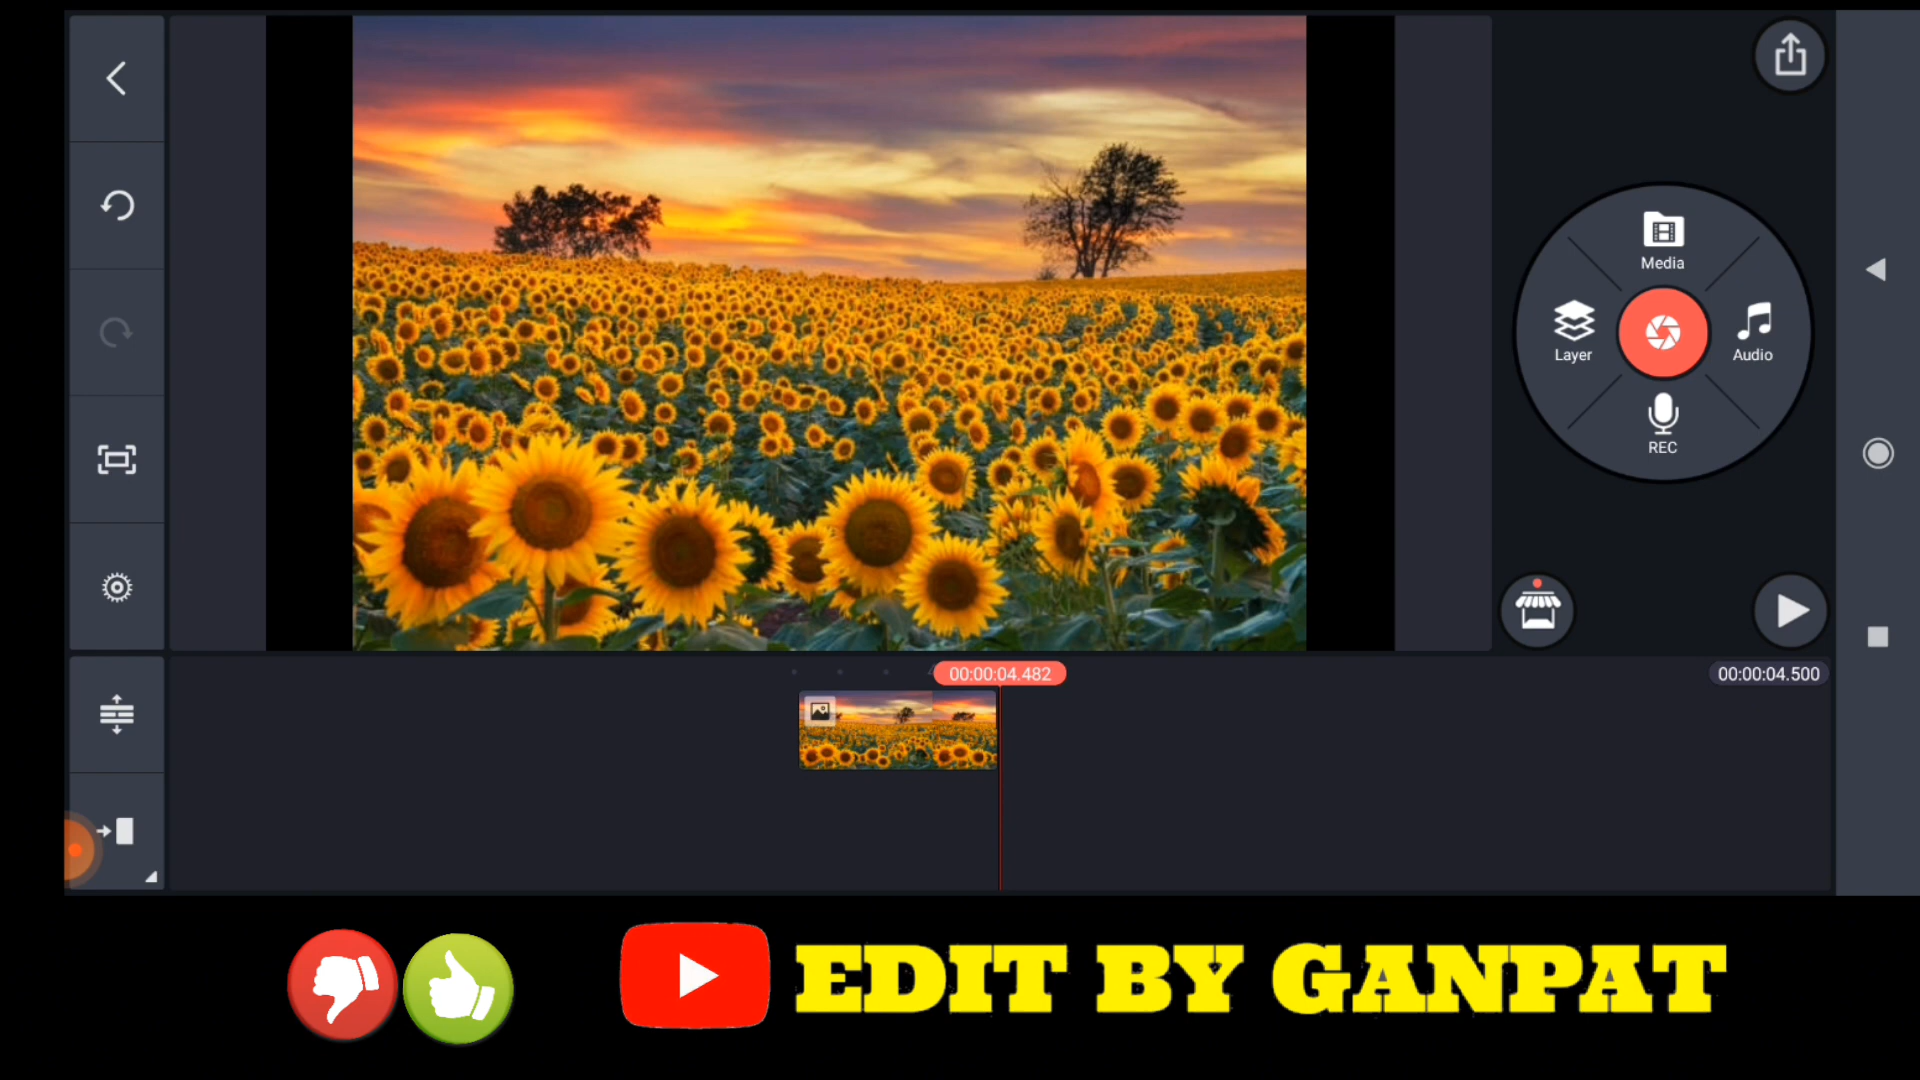 Media
Layer
Audio
REC
00:00:04.482
00:00:04.500
EDIT BY GANPAT